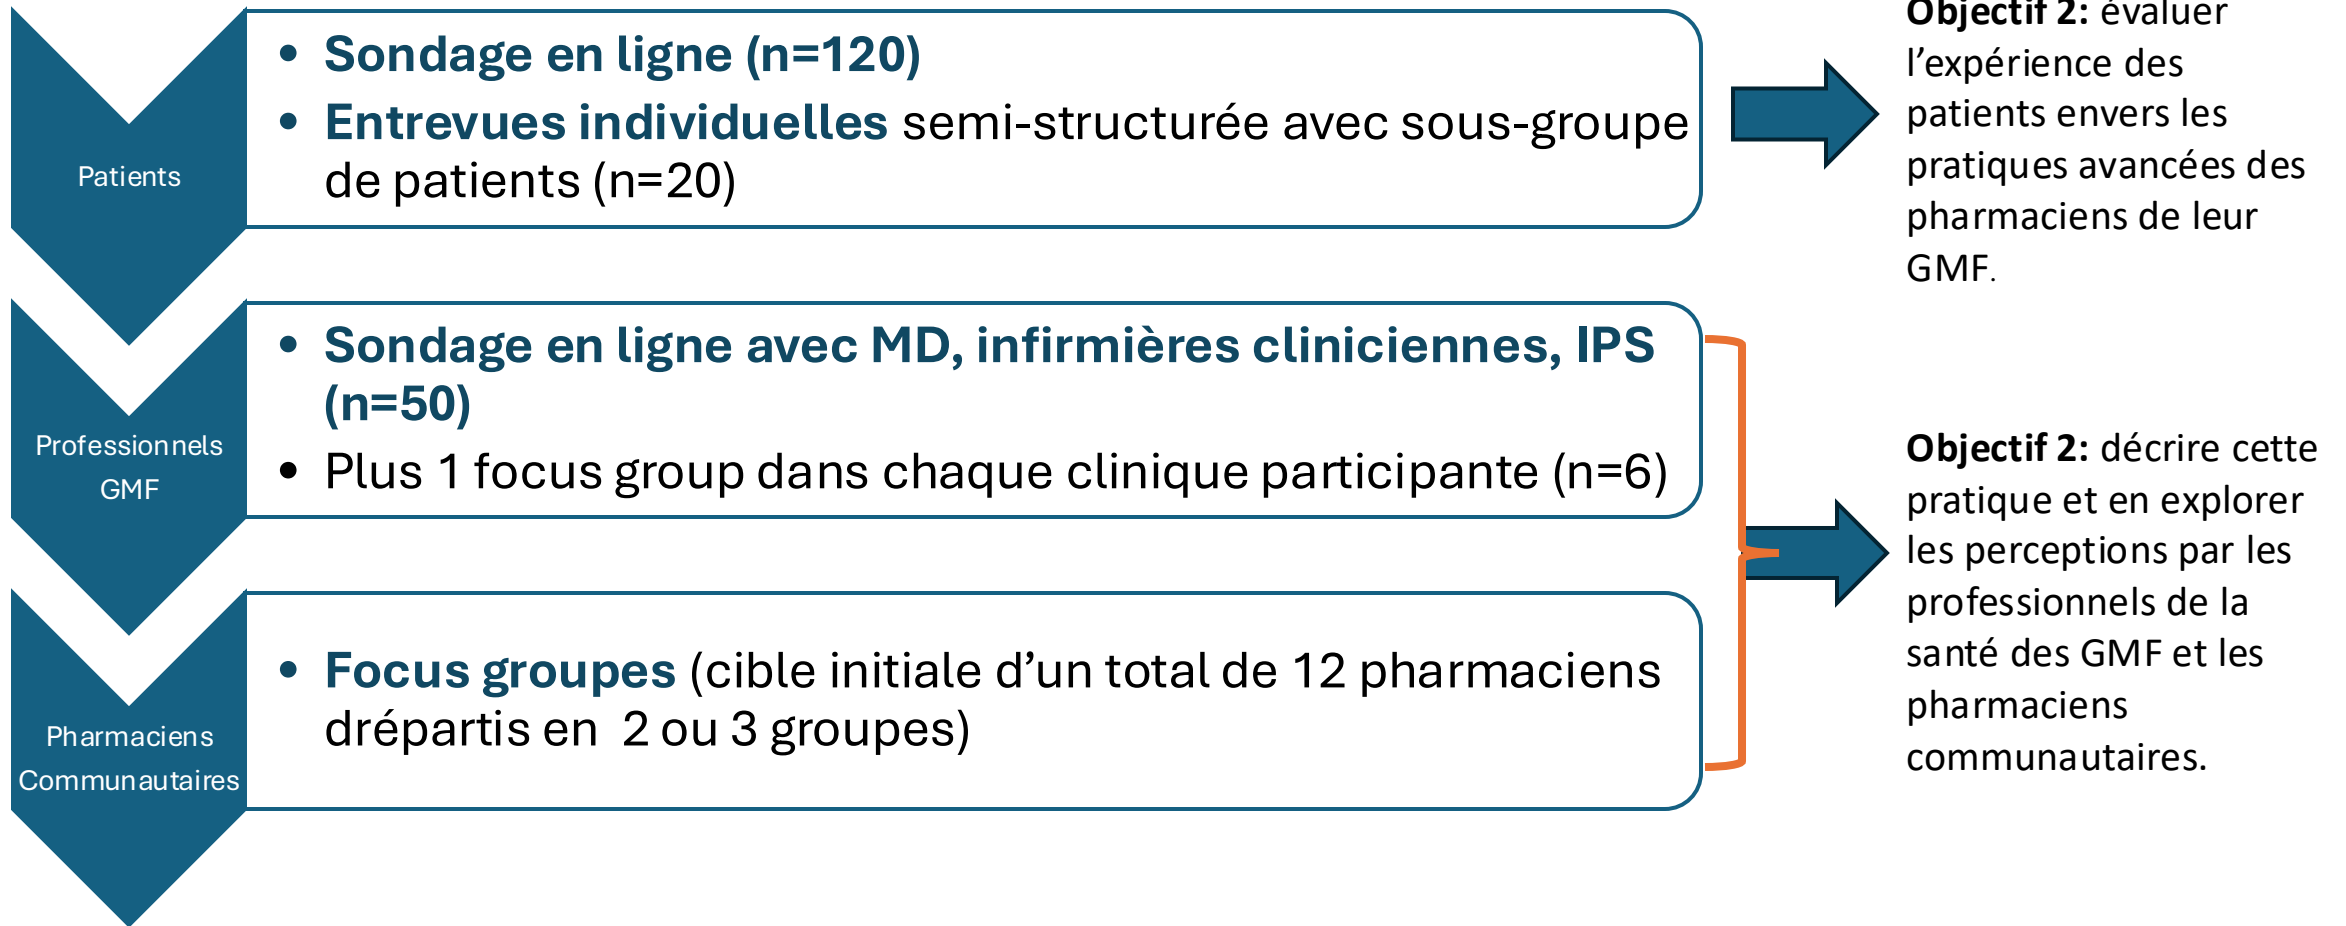 Patients
• Sondage en ligne (n=120)
• Entrevues individuelles semi-structurée avec sous-groupe
de patients (n=20)
Objectif 2: évaluer
l’expérience des
patients envers les
pratiques avancées des
pharmaciens de leur
GMF.
Professionnels
GMF
• Sondage en ligne avec MD, infirmières cliniciennes, IPS
(n=50)
• Plus 1 focus group dans chaque clinique participante (n=6)
Pharmaciens
Communautaires
• Focus groupes (cible initiale d’un total de 12 pharmaciens
drépartis en  2 ou 3 groupes)
Objectif 2: décrire cette
pratique et en explorer
les perceptions par les
professionnels de la
santé des GMF et les
pharmaciens
communautaires.